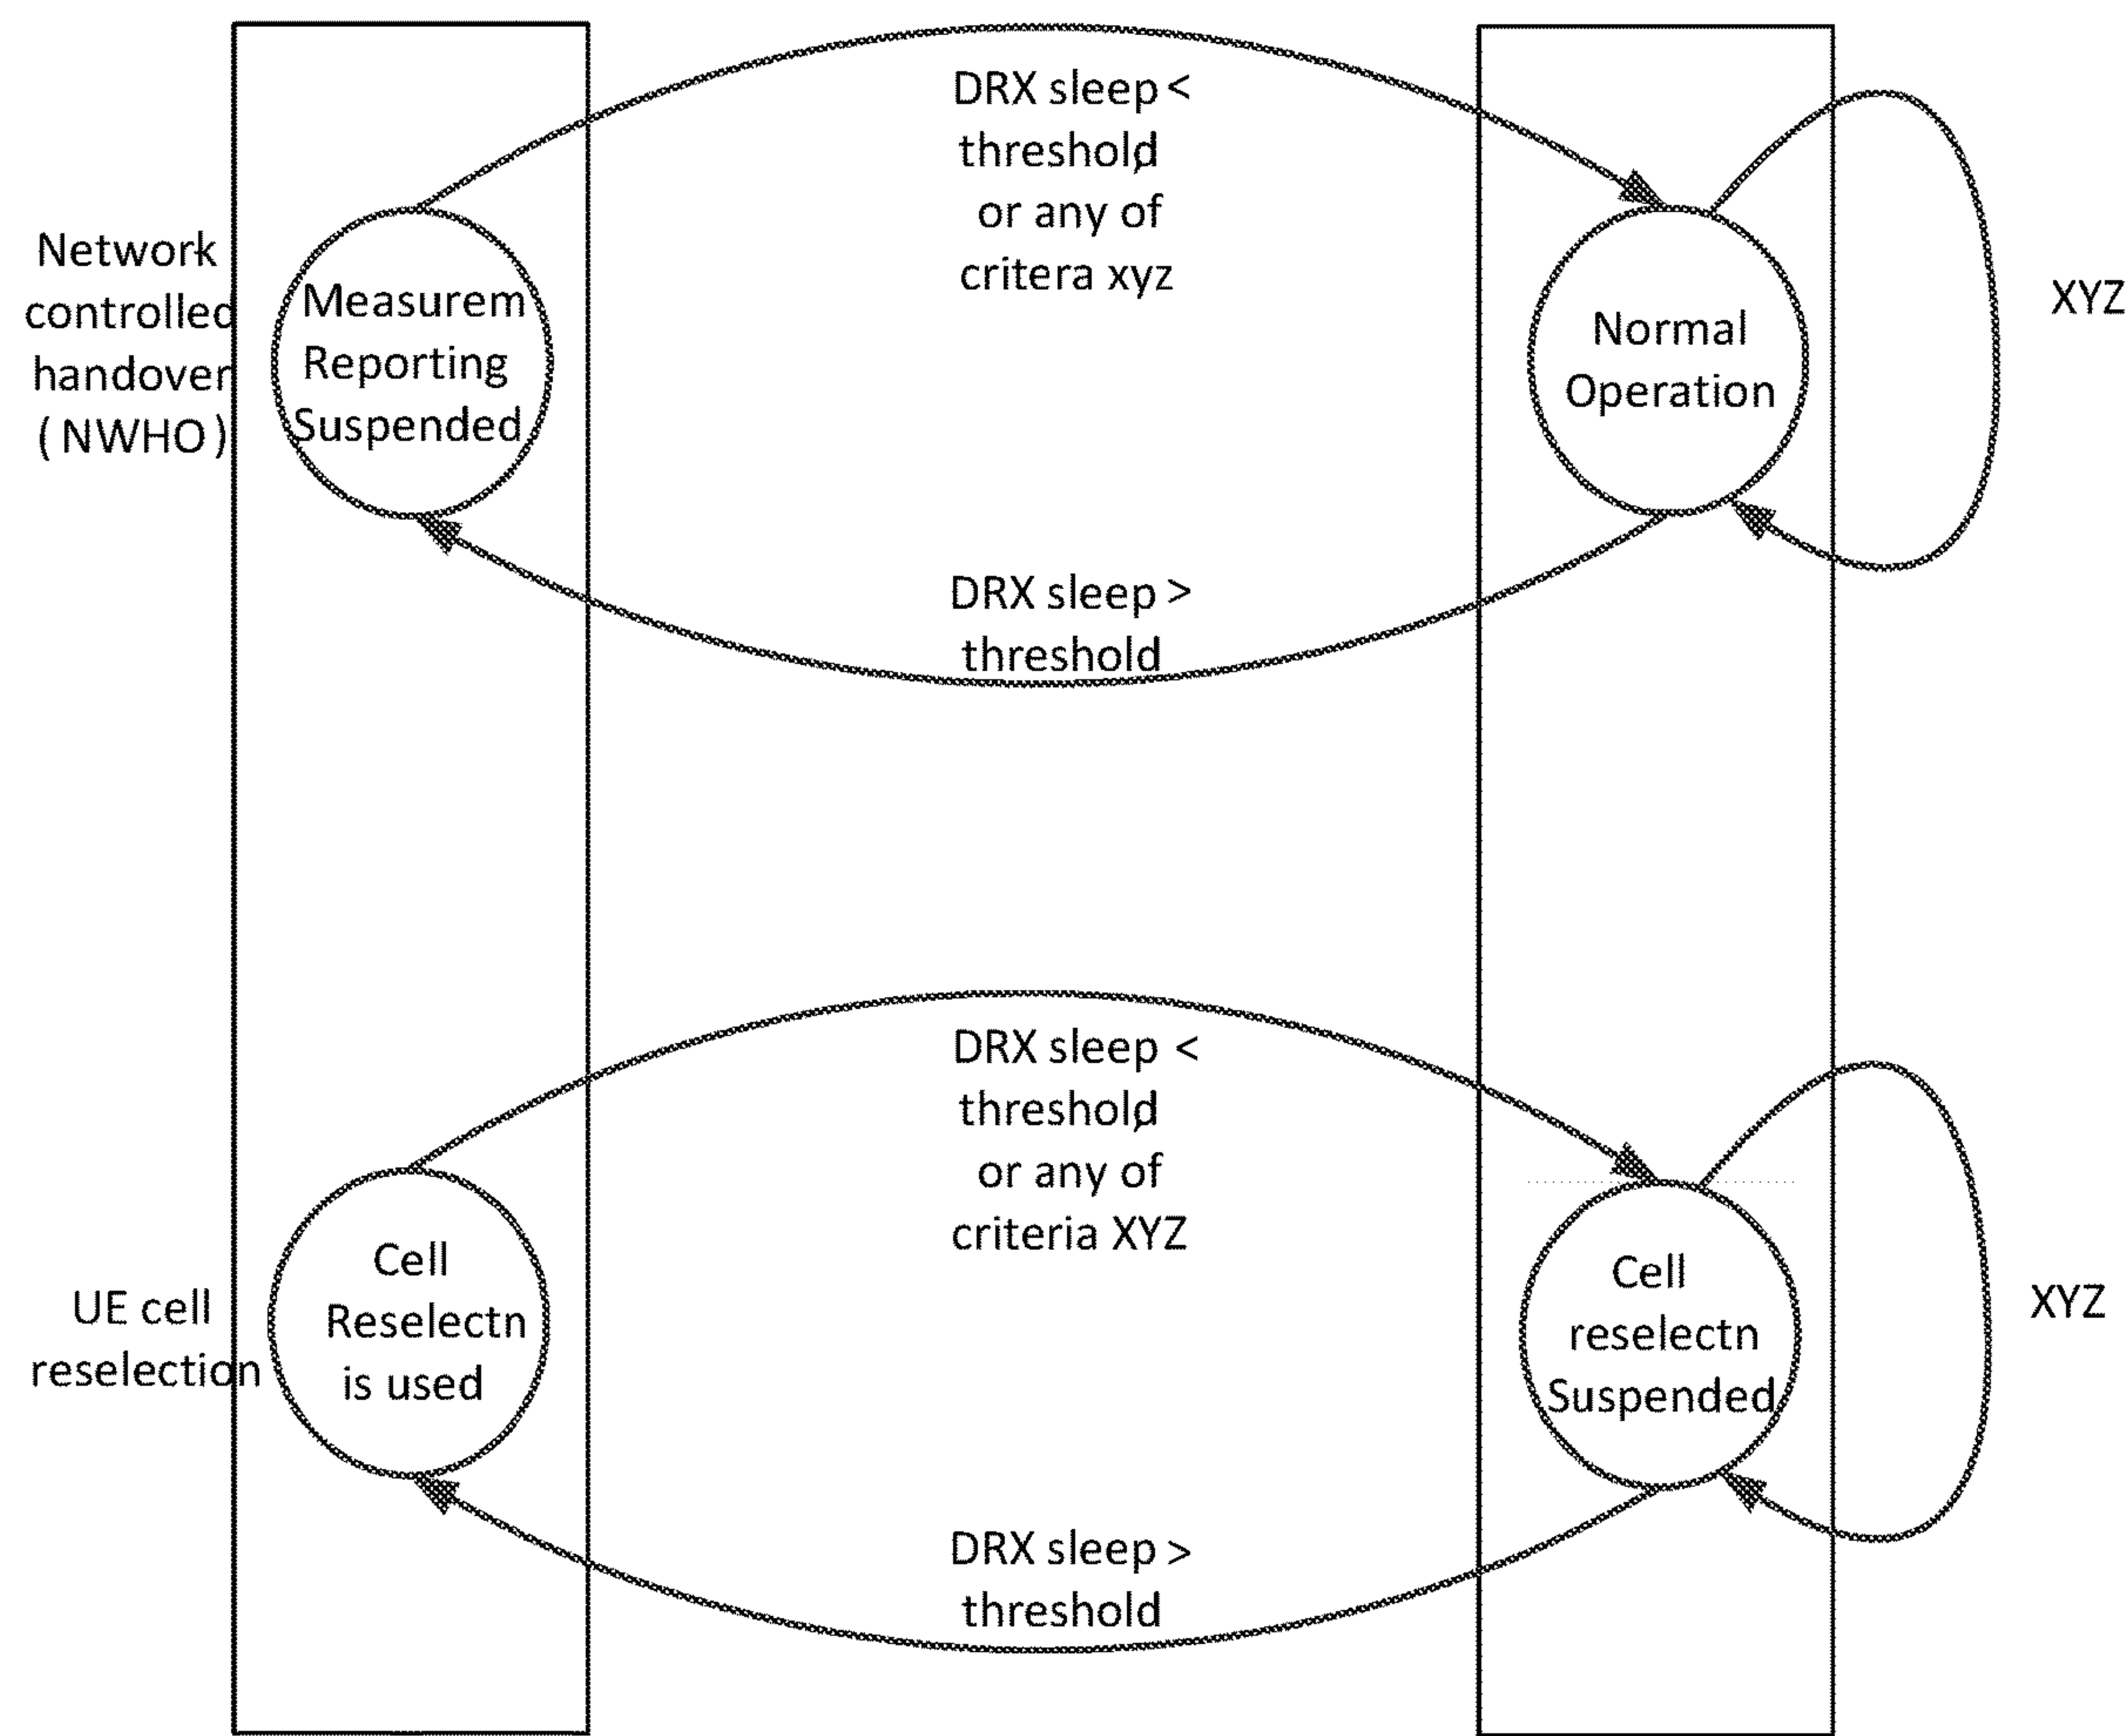 DRX sleep <
threshold
or any of
critera xyz
Network
controlled
handover
( NWHO )
Measurem
Reporting
Suspended
Normal
Operation
XYZ
DRX sleep >
threshold
DRX sleep <
threshold
or any of
criteria XYZ
UE cell
reselection
Cell
Reselectn
is used
Cell
reselectn
Suspended
XYZ
DRX sleep >
threshold